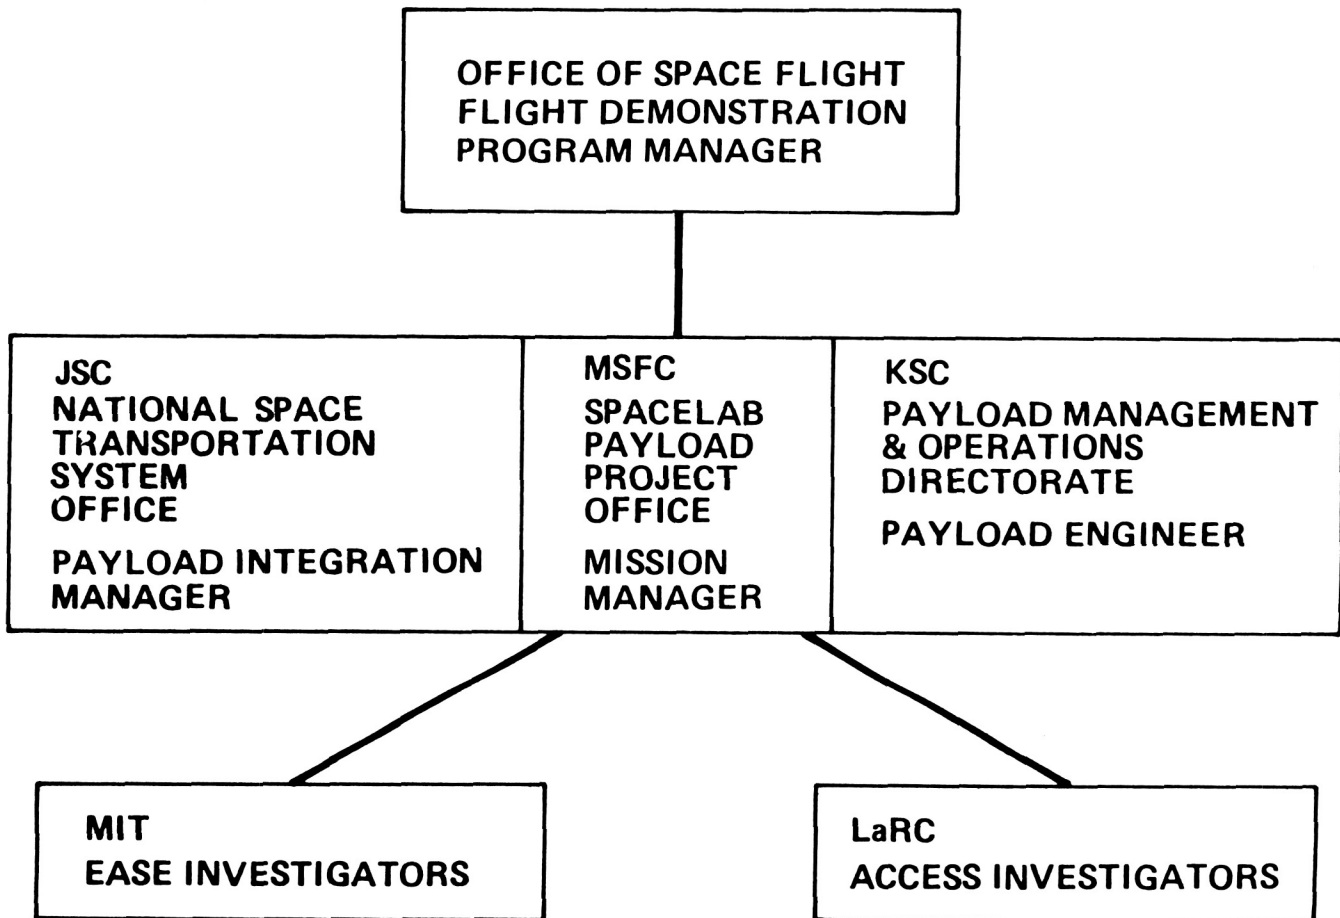 OFFICE OF SPACE FLIGHT
FLIGHT DEMONSTRATION
PROGRAM MANAGER
JSC
NATIONAL SPACE
TRANSPORTATION
SYSTEM
OFFICE
PAYLOAD INTEGRATION
MANAGER
MSFC
SPACELAB
PAYLOAD
PROJECT
OFFICE
MISSION
MANAGER
KSC
PAYLOAD MANAGEMENT
& OPERATIONS
DIRECTORATE
PAYLOAD ENGINEER
MIT
EASE INVESTIGATORS
LaRC
ACCESS INVESTIGATORS